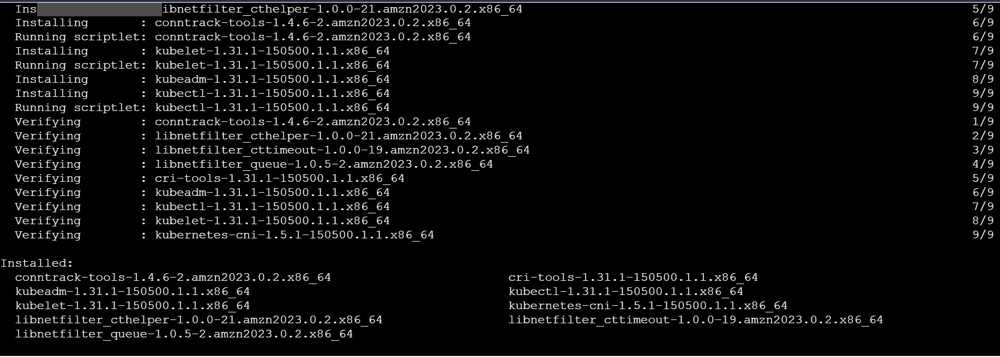 Ins ibnetfilter_cthelper-1.0.0-21.amzn2023.0.2.x86_64 5/9
Installing : conntrack-tools-1.4.6-2.amzn2023.0.2.x86_64 6/9
Running scriptlet: conntrack-tools-1.4.6-2.amzn2023.0.2.x86_64 6/9
Installing : kubelet-1.31.1-150500.1.1.x86_64 7/9
Running scriptlet: kubelet-1.31.1-150500.1.1.x86_64 7/9
Installing : kubeadm-1.31.1-150500.1.1.x86_64 8/9
Installing : kubectl-1.31.1-150500.1.1.x86_64 9/9
Running scriptlet: kubectl-1.31.1-150500.1.1.x86_64 9/9
Verifying : conntrack-tools-1.4.6-2.amzn2023.0.2.x86_64 1/9
Verifying : libnetfilter_cthelper-1.0.0-21.amzn2023.0.2.x86_64 2/9
Verifying : libnetfilter_cttimeout-1.0.0-19.amzn2023.0.2.x86_64 3/9
Verifying : libnetfilter_queue-1.0.5-2.amzn2023.0.2.x86_64 4/9
Verifying : cri-tools-1.31.1-150500.1.1.x86_64 5/9
Verifying : kubeadm-1.31.1-150500.1.1.x86_64 6/9
Verifying : kubectl-1.31.1-150500.1.1.x86_64 7/9
Verifying : kubelet-1.31.1-150500.1.1.x86_64 8/9
Verifying : kubernetes-cni-1.5.1-150500.1.1.x86_64 9/9
Installed:
conntrack-tools-1.4.6-2.amzn2023.0.2.x86_64 cri-tools-1.31.1-150500.1.1.x86_64
kubeadm-1.31.1-150500.1.1.x86_64 kubectl-1.31.1-150500.1.1.x86_64
kubelet-1.31.1-150500.1.1.x86_64 kubernetes-cni-1.5.1-150500.1.1.x86_64
libnetfilter_cthelper-1.0.0-21.amzn2023.0.2.x86_64 libnetfilter_cttimeout-1.0.0-19.amzn2023.0.2.x86_64
libnetfilter_queue-1.0.5-2.amzn2023.0.2.x86_64